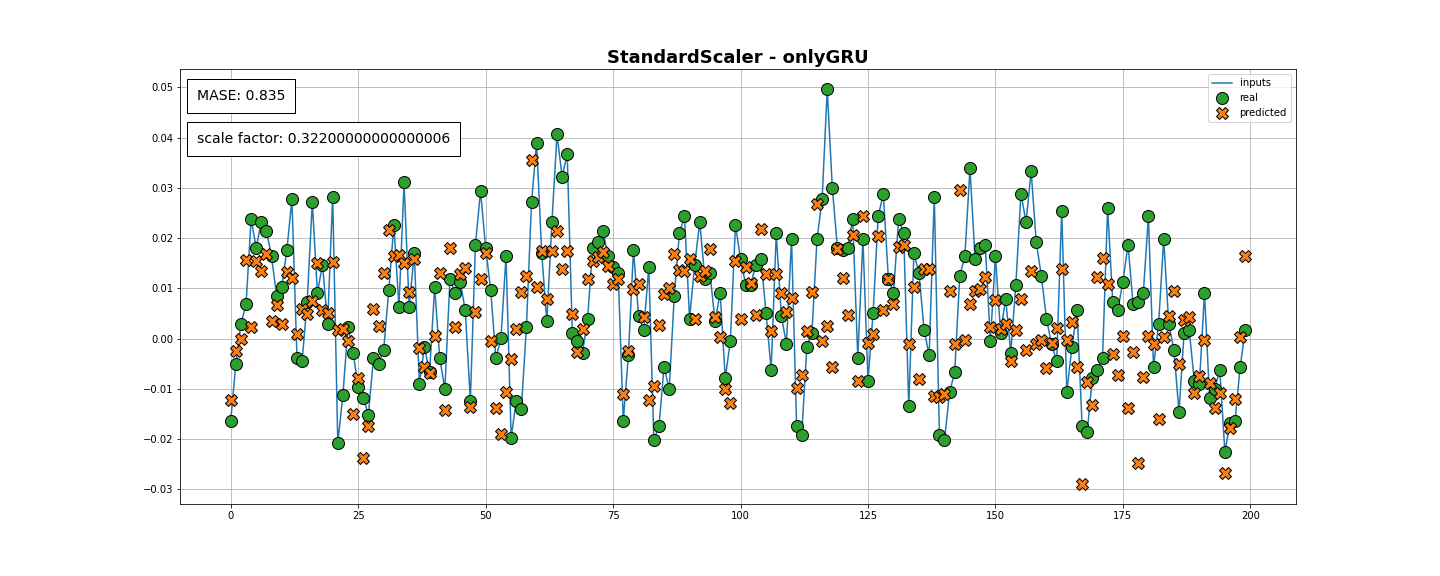 StandardScaler - onlyGRU
MASE: 0.835
scale factor: 0.32200000000000006
inputs
real
predicted
0.05
0.04
0.03
0.02
0.01
0.00
−0.01
−0.02
−0.03
0 25 50 75 100 125 150 175 200